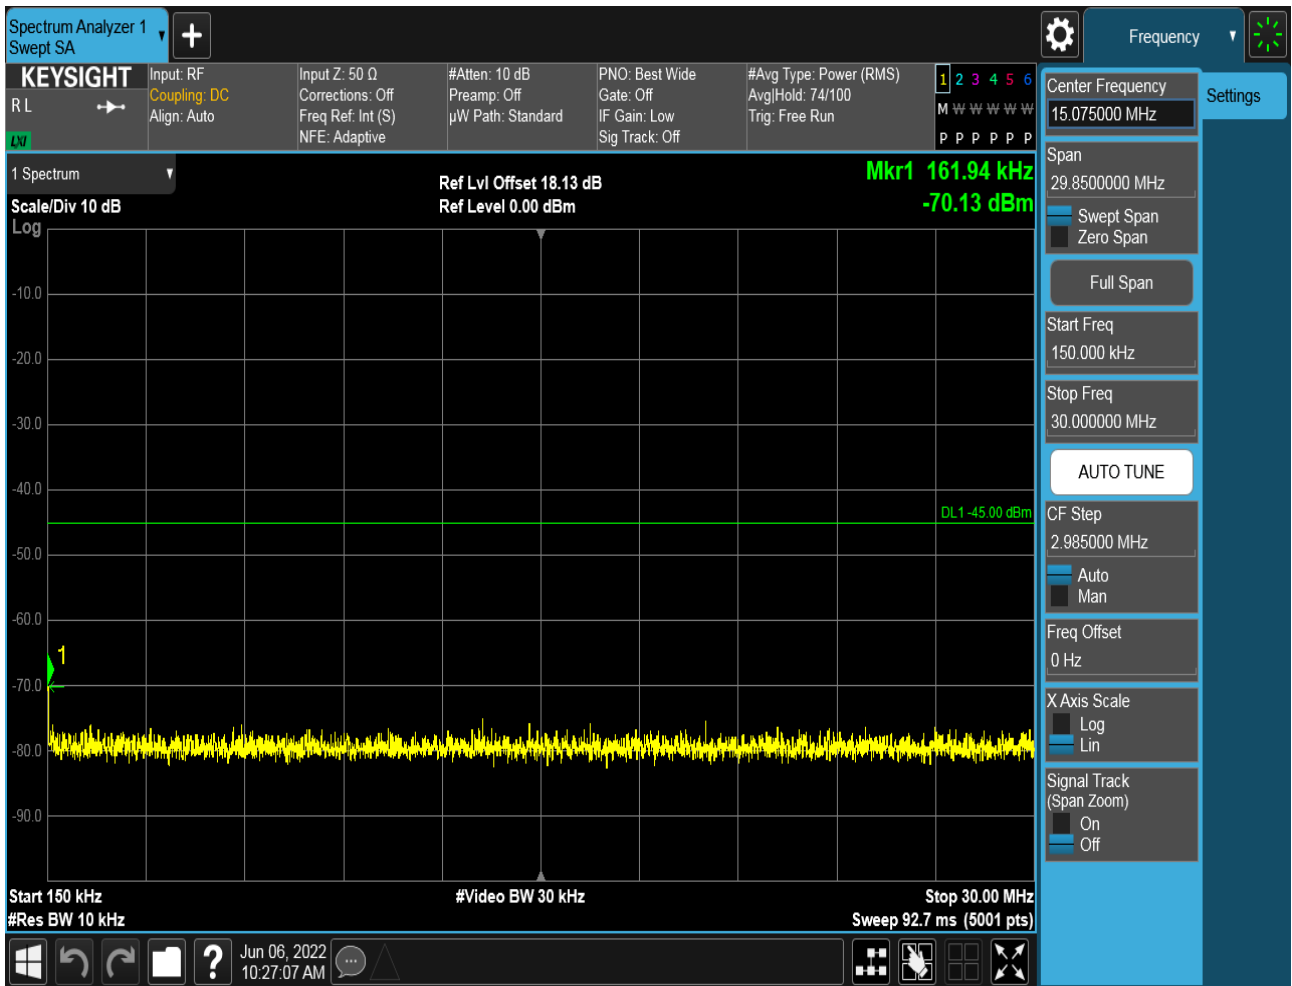 Spectrum Analyzer 1
Swept SA
Frequency
KEYSIGHT
R L
LXI
Input: RF
Coupling: DC
Align: Auto
Input Z: 50 Ω
Corrections: Off
Freq Ref: Int (S)
NFE: Adaptive
#Atten: 10 dB
Preamp: Off
µW Path: Standard
PNO: Best Wide
Gate: Off
IF Gain: Low
Sig Track: Off
#Avg Type: Power (RMS)
Avg|Hold: 74/100
Trig: Free Run
1 2 3 4 5 6
M W W W W W
P P P P P P
1 Spectrum
Scale/Div 10 dB
Log
Ref Lvl Offset 18.13 dB
Ref Level 0.00 dBm
Mkr1 161.94 kHz
-70.13 dBm
-10.0
-20.0
-30.0
-40.0
DL1 -45.00 dBm
-50.0
-60.0
1
-70.0
-80.0
-90.0
Start 150 kHz
#Res BW 10 kHz
#Video BW 30 kHz
Stop 30.00 MHz
Sweep 92.7 ms (5001 pts)
Center Frequency
15.075000 MHz
Span
29.8500000 MHz
Swept Span
Zero Span
Full Span
Start Freq
150.000 kHz
Stop Freq
30.000000 MHz
AUTO TUNE
CF Step
2.985000 MHz
Auto
Man
Freq Offset
0 Hz
X Axis Scale
Log
Lin
Signal Track
(Span Zoom)
On
Off
Settings
?
Jun 06, 2022
10:27:07 AM